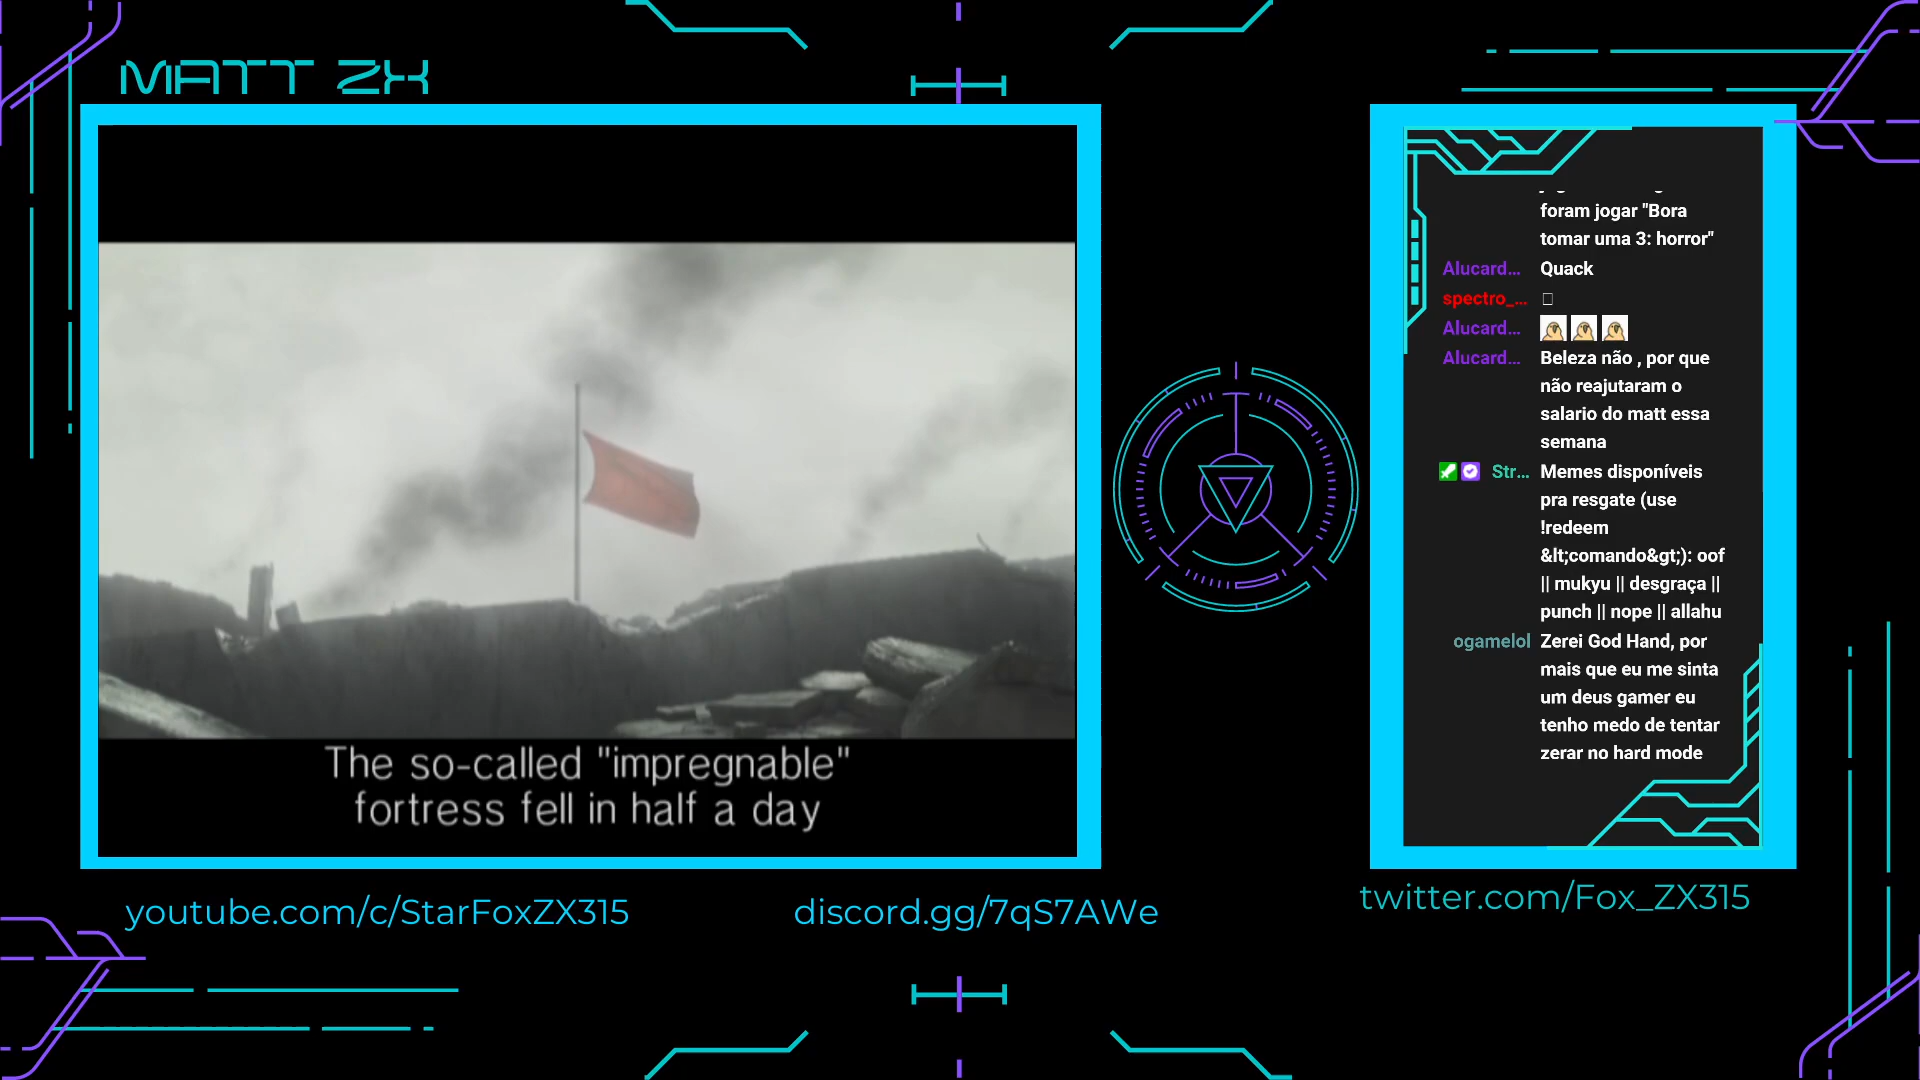 MATT ZX
The so-called "impregnable"
fortress fell in half a day
foram jogar "Bora
tomar uma 3: horror"
Alucard... Quack
spectro_...
Alucard...
Alucard... Beleza não , por que
não reajutaram o
salario do matt essa
semana
Str... Memes disponíveis
pra resgate (use
!redeem
&lt;comando&gt;): oof
|| mukyu || desgraça ||
punch || nope || allahu
ogamelol Zerei God Hand, por
mais que eu me sinta
um deus gamer eu
tenho medo de tentar
zerar no hard mode
youtube.com/c/StarFoxZX315
discord.gg/7qS7AWe
twitter.com/Fox_ZX315